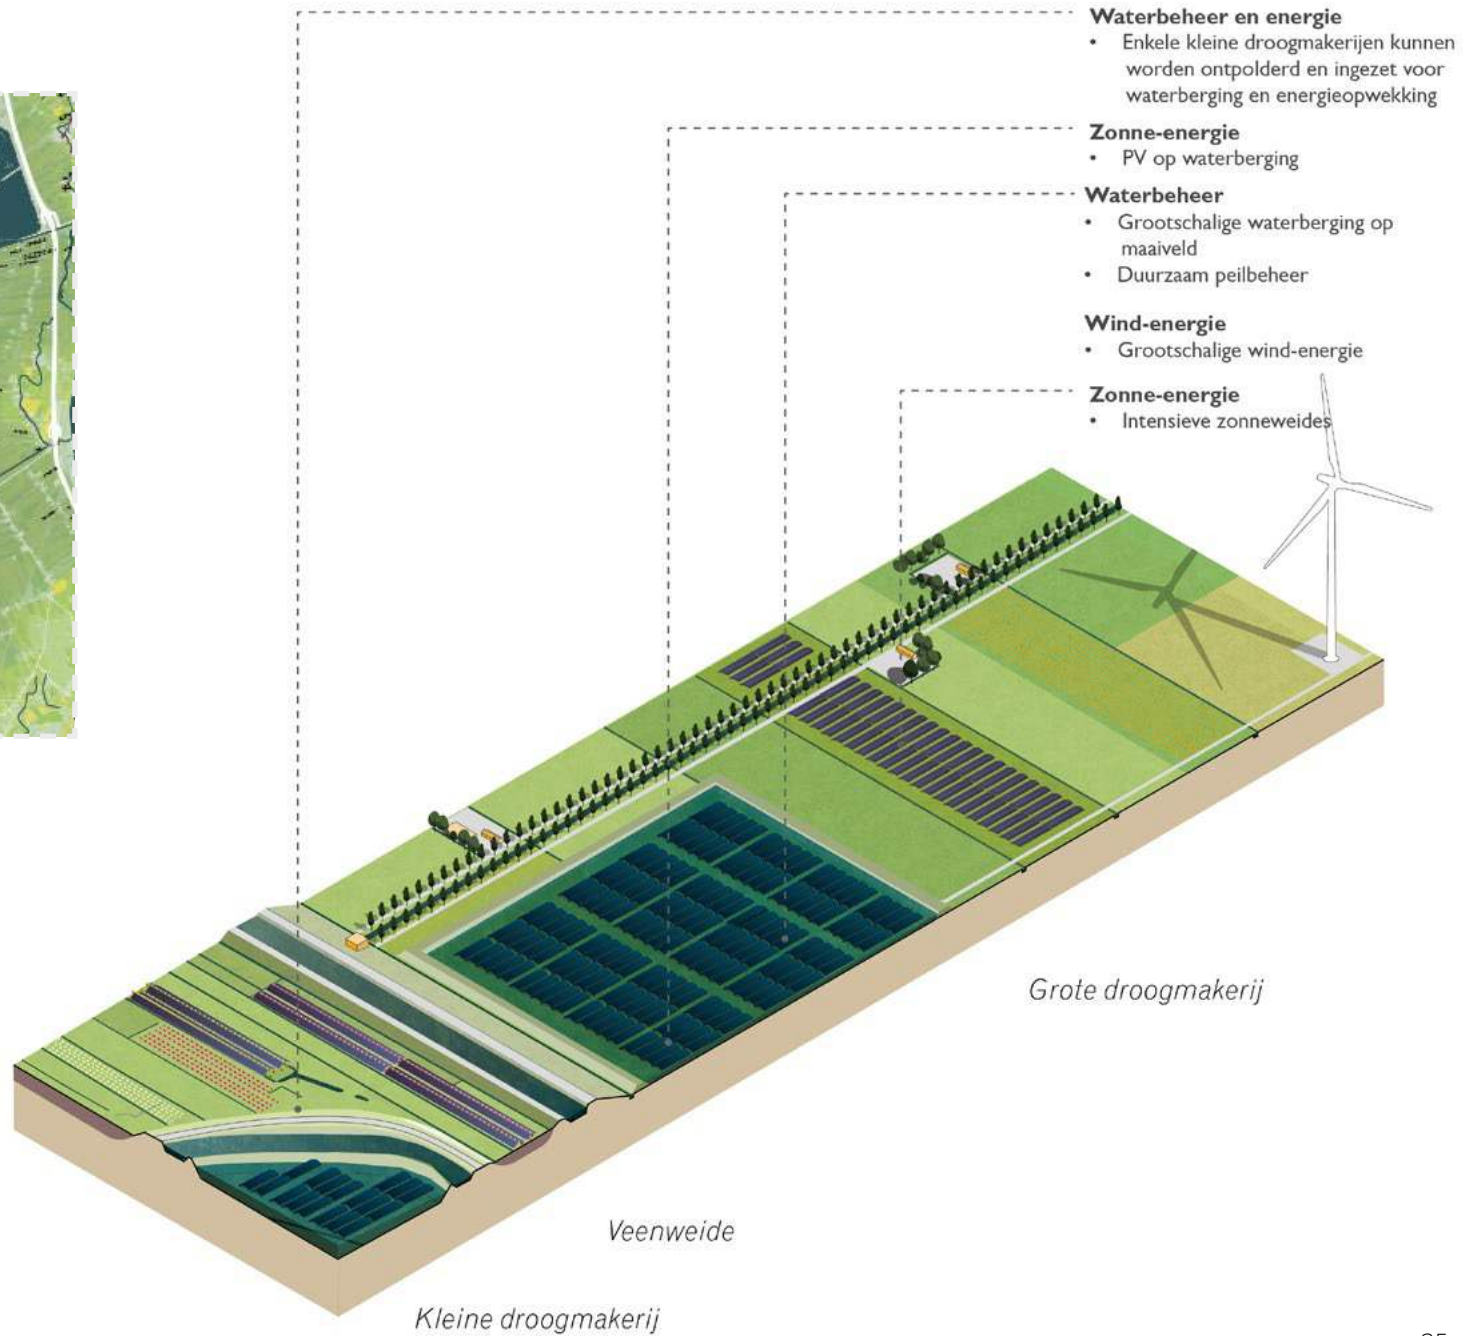 Waterbeheer en energie
• Enkele kleine droogmakerijen kunnen
worden ontpolderd en ingezet voor
waterberging en energieopwekking
Zonne-energie
• PV op waterberging
Waterbeheer
• Grootschalige waterberging op
maaiveld
• Duurzaam peilbeheer
Wind-energie
• Grootschalige wind-energie
Zonne-energie
• Intensieve zonneweides
Grote droogmakerij
Veenweide
Kleine droogmakerij